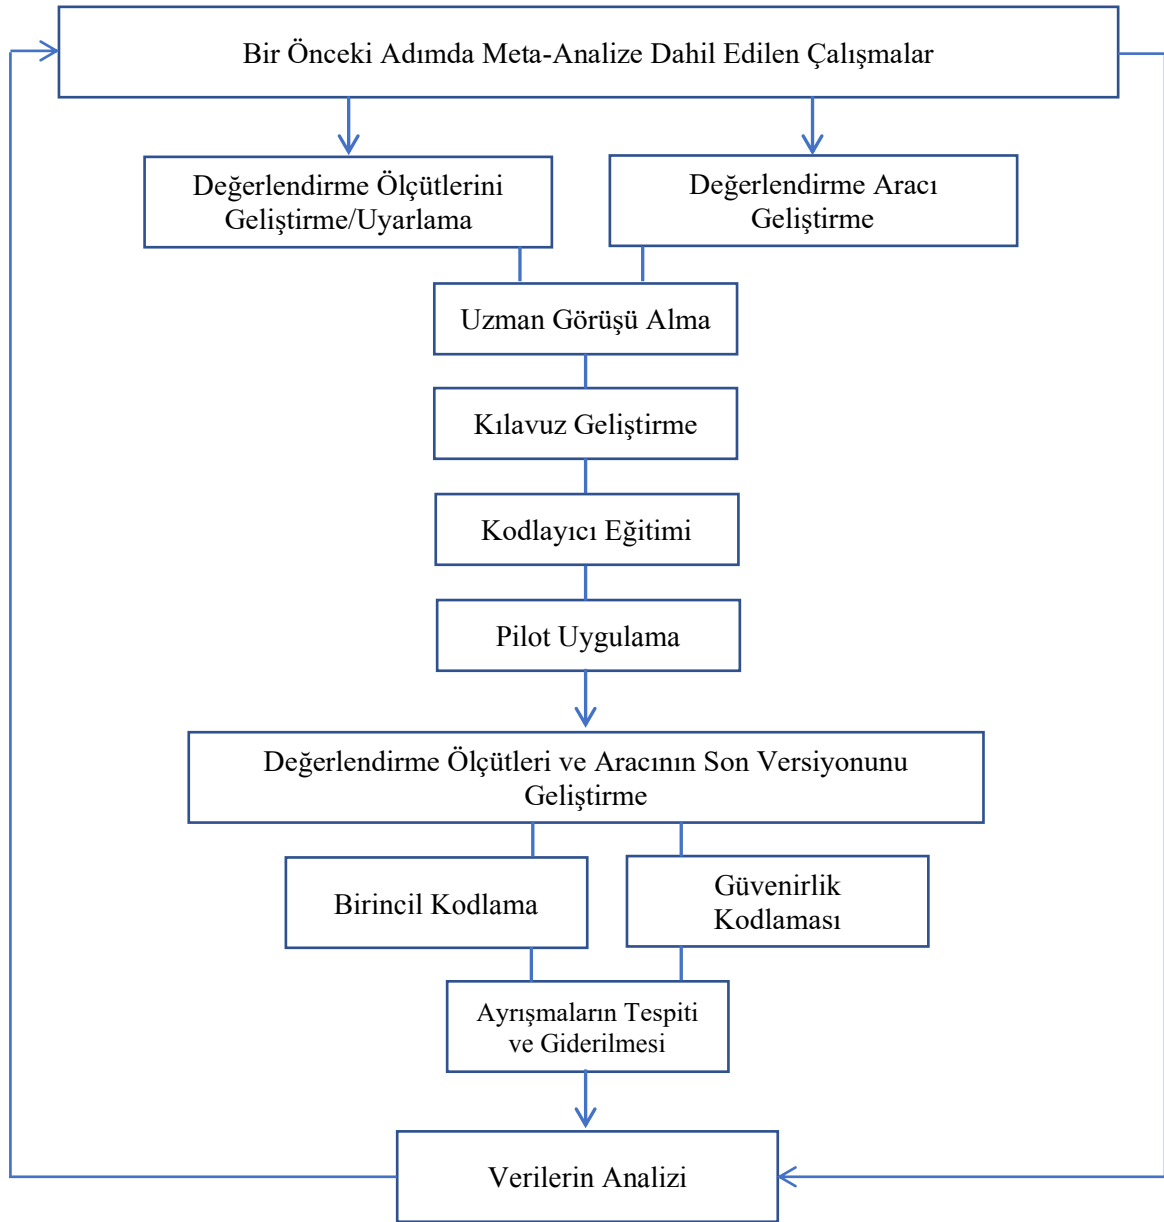 Bir Önceki Adımda Meta-Analize Dahil Edilen Çalışmalar
Değerlendirme Ölçütlerini
Geliştirme/Uyarlama
Değerlendirme Aracı
Geliştirme
Uzman Görüşü Alma
Kılavuz Geliştirme
Kodlayıcı Eğitimi
Pilot Uygulama
Değerlendirme Ölçütleri ve Aracının Son Versiyonunu
Geliştirme
Birincil Kodlama
Güvenirlik
Kodlaması
Ayrışmaların Tespiti
ve Giderilmesi
Verilerin Analizi